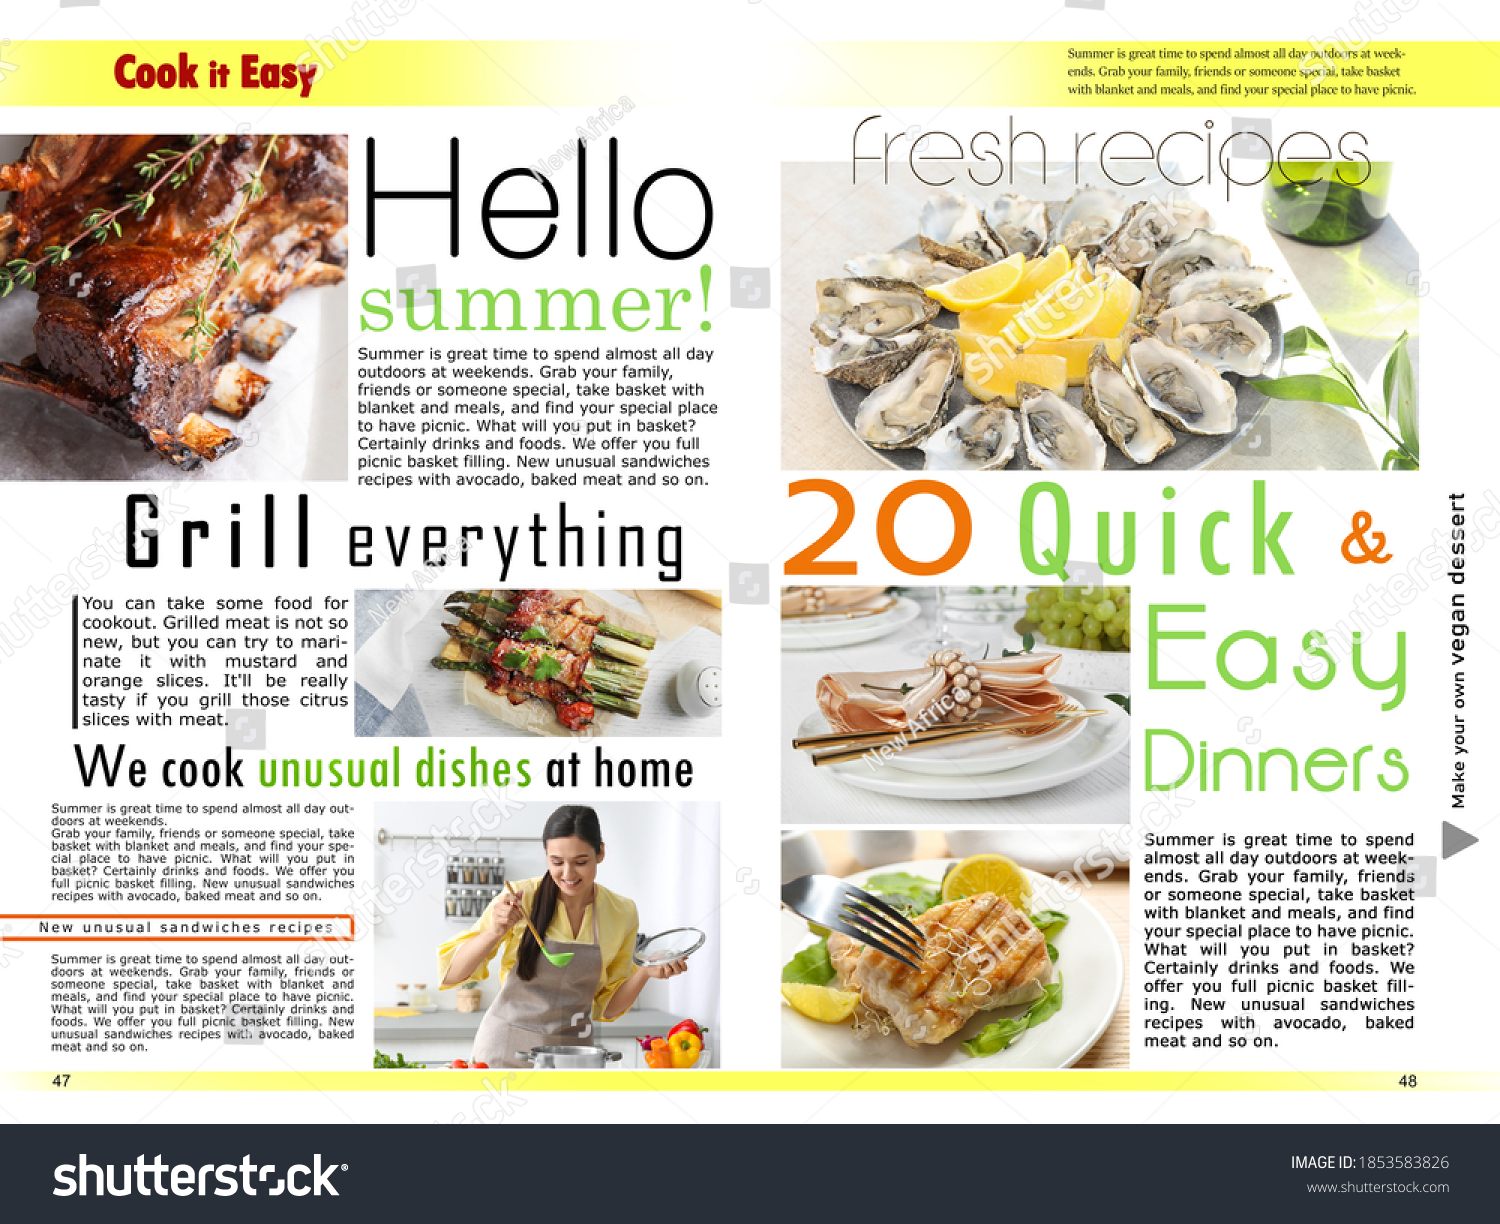 Cook it Easy
Summer is great time to spend almost all day outdoors at week-
ends. Grab your family, friends or someone special, take basket
with blanket and meals, and find your special place to have picnic.
Hello
summer!
Summer is great time to spend almost all day
outdoors at weekends. Grab your family,
friends or someone special, take basket with
blanket and meals, and find your special place
to have picnic. What will you put in basket?
Certainly drinks and foods. We offer you full
picnic basket filling. New unusual sandwiches
recipes with avocado, baked meat and so on.
Grill everything
You can take some food for
cookout. Grilled meat is not so
new, but you can try to mari-
nate it with mustard and
orange slices. It'll be really
tasty if you grill those citrus
slices with meat.
We cook unusual dishes at home
Summer is great time to spend almost all day out-
doors at weekends.
Grab your family, friends or someone special, take
basket with blanket and meals, and find your spe-
cial place to have picnic. What will you put in
basket? Certainly drinks and foods. We offer you
full picnic basket filling. New unusual sandwiches
recipes with avocado, baked meat and so on.
New unusual sandwiches recipes
Summer is great time to spend almost all day out-
doors at weekends. Grab your family, friends or
someone special, take basket with blanket and
meals, and find your special place to have picnic.
What will you put in basket? Certainly drinks and
foods. We offer you full picnic basket filling. New
unusual sandwiches recipes with avocado, baked
meat and so on.
47
fresh recipes
20 Quick &
Easy
Dinners
Summer is great time to spend
almost all day outdoors at week-
ends. Grab your family, friends
or someone special, take basket
with blanket and meals, and find
your special place to have picnic.
What will you put in basket?
Certainly drinks and foods. We
offer you full picnic basket fill-
ing. New unusual sandwiches
recipes with avocado, baked
meat and so on.
Make your own vegan dessert
48
shutterstock
IMAGE ID: 1853583826
www.shutterstock.com
shutterstock
New Africa